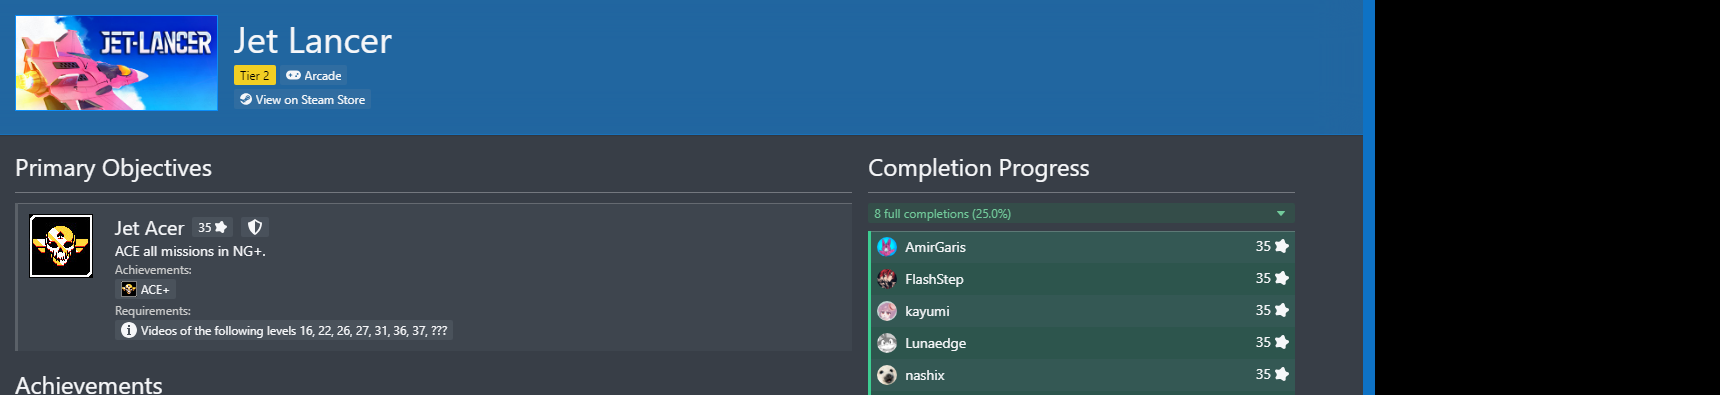 JET-LANCER
Jet Lancer
Tier 2
Arcade
View on Steam Store
Primary Objectives
Jet Acer 35
ACE all missions in NG+.
Achievements:
ACE+
Requirements:
Videos of the following levels 16, 22, 26, 27, 31, 36, 37, ???
Achievements
Completion Progress
8 full completions (25.0%)
AmirGaris 35
FlashStep 35
kayumi 35
Lunaedge 35
nashix 35